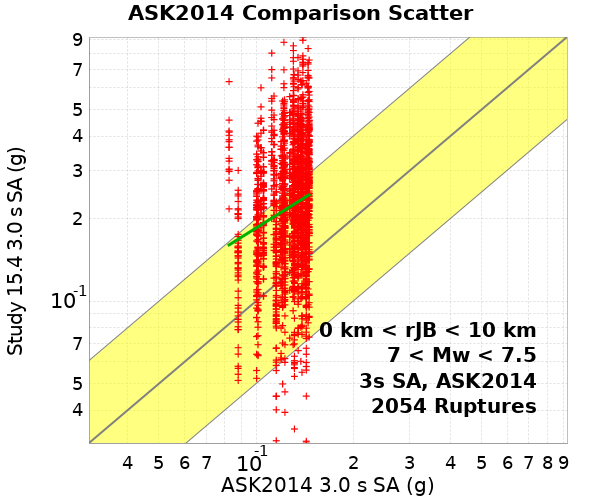 ASK2014 Comparison Scatter
Study 15.4 3.0 s SA (g)
9
7
5
4
3
2
10-1
7
5
4
0 km < rJB < 10 km
7 < Mw < 7.5
3s SA, ASK2014
2054 Ruptures
4 5 6 7 10-1 2 3 4 5 6 7 8 9
ASK2014 3.0 s SA (g)